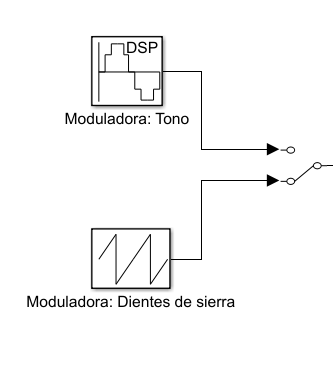 DSP
Moduladora: Tono
Moduladora: Dientes de sierra